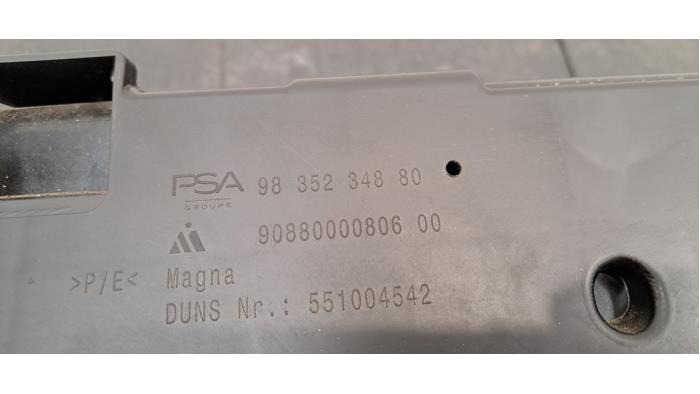 PSA 98 352 348 80
GROUPE
90880000806 00
>P/E< Magna
DUNS Nr.: 551004542